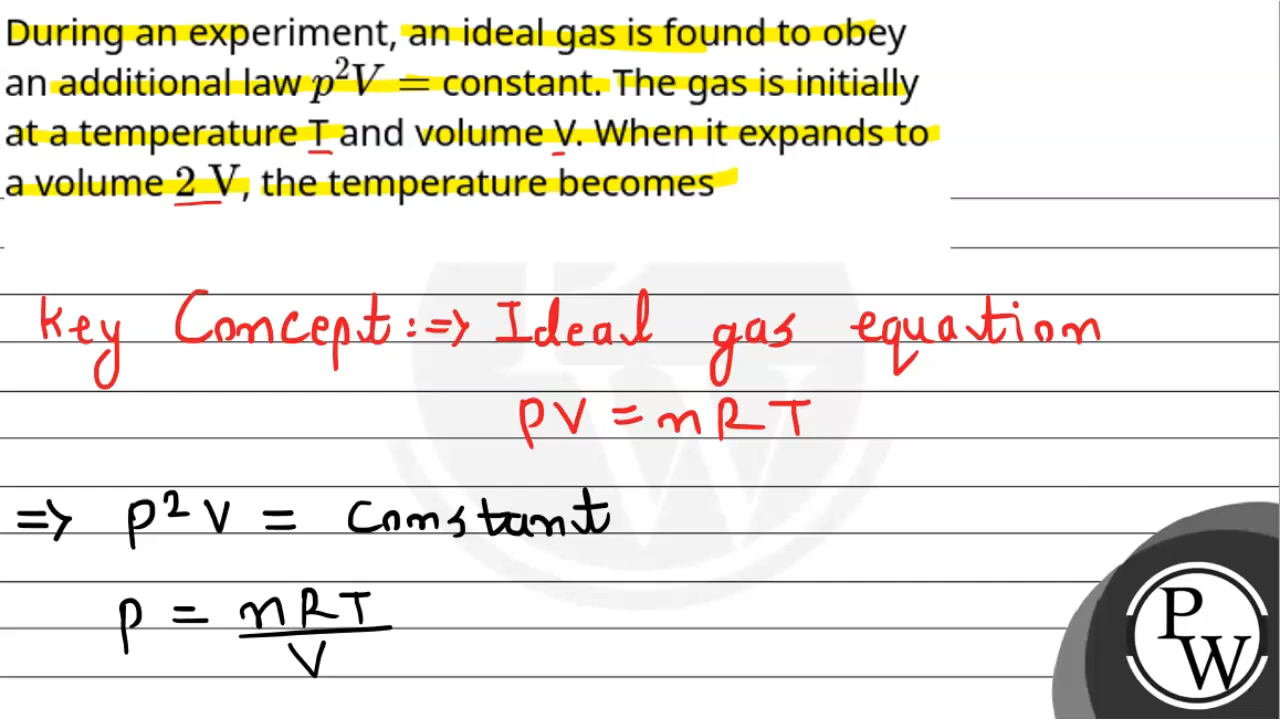 During an experiment, an ideal gas is found to obey
an additional law p²V = constant. The gas is initially
at a temperature T and volume V. When it expands to
a volume 2 V, the temperature becomes
Key Concept :⇒ Ideal gas equation
PV = nRT
⇒ P²V = Constant
P = nRT/V
PW